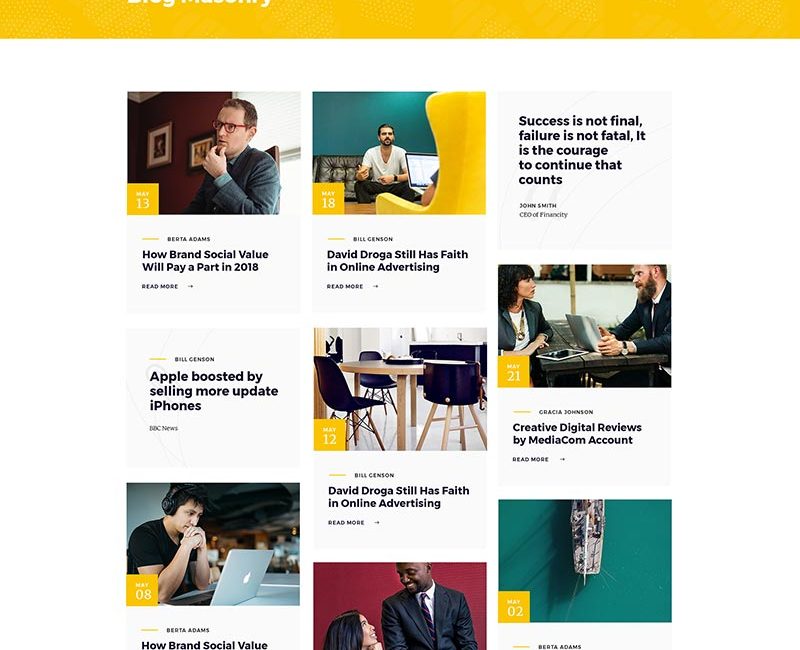 Blog Masonry
MAY
13
BERTA ADAMS
How Brand Social Value
Will Pay a Part in 2018
READ MORE →
MAY
18
BILL GENSON
David Droga Still Has Faith
in Online Advertising
READ MORE →
Success is not final,
failure is not fatal, It
is the courage
to continue that
counts
JOHN SMITH
CEO of Financity
BILL GENSON
Apple boosted by
selling more update
iPhones
BBC News
MAY
12
BILL GENSON
David Droga Still Has Faith
in Online Advertising
READ MORE →
MAY
21
GRACIA JOHNSON
Creative Digital Reviews
by MediaCom Account
READ MORE →
MAY
08
BERTA ADAMS
How Brand Social Value
MAY
02
BERTA ADAMS